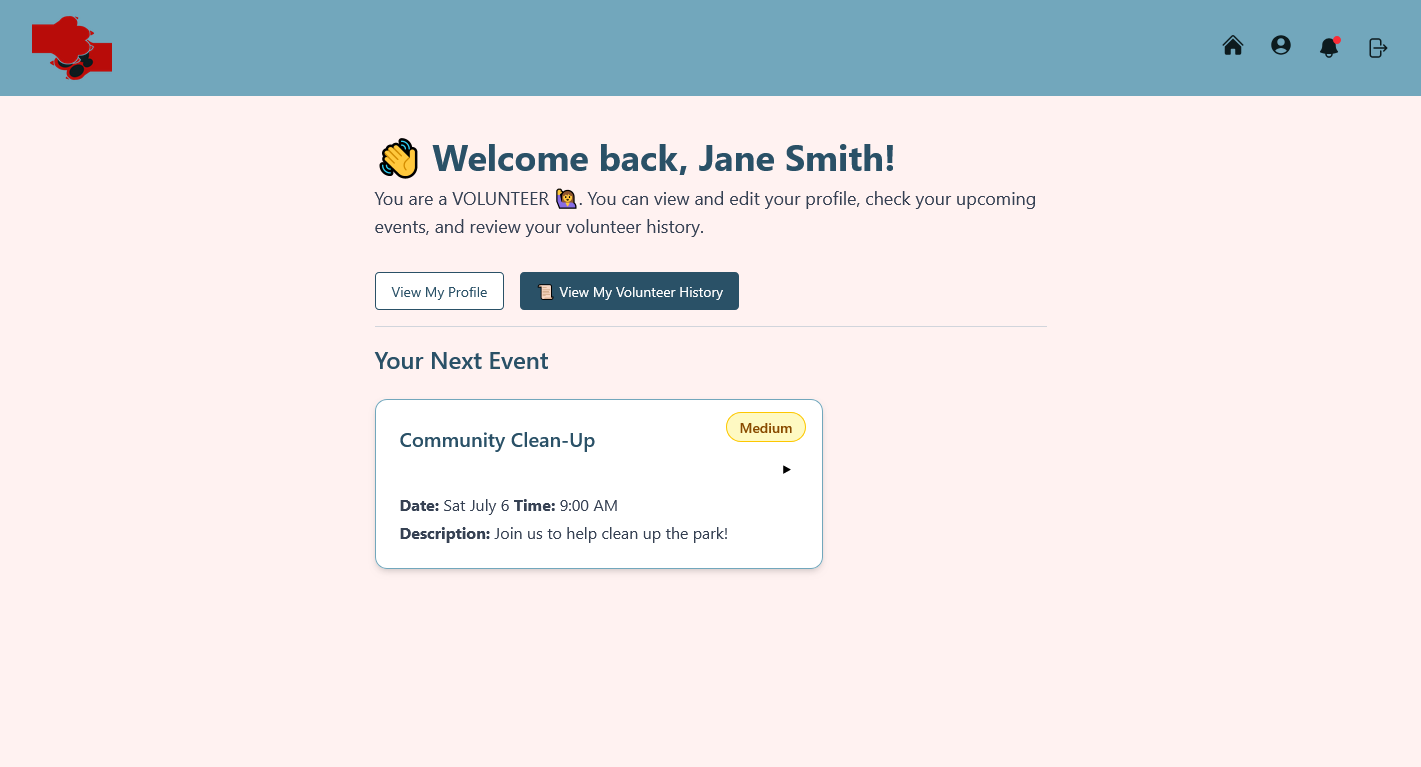 👋 Welcome back, Jane Smith!
You are a VOLUNTEER 🙋‍♀️. You can view and edit your profile, check your upcoming
events, and review your volunteer history.
View My Profile
📜 View My Volunteer History
Your Next Event
Medium
Community Clean-Up
Date: Sat July 6 Time: 9:00 AM
Description: Join us to help clean up the park!